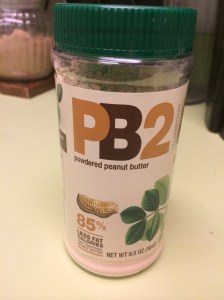 PB2
powdered peanut butter
85%
LESS FAT
CALORIES
NET WT 6.5 OZ